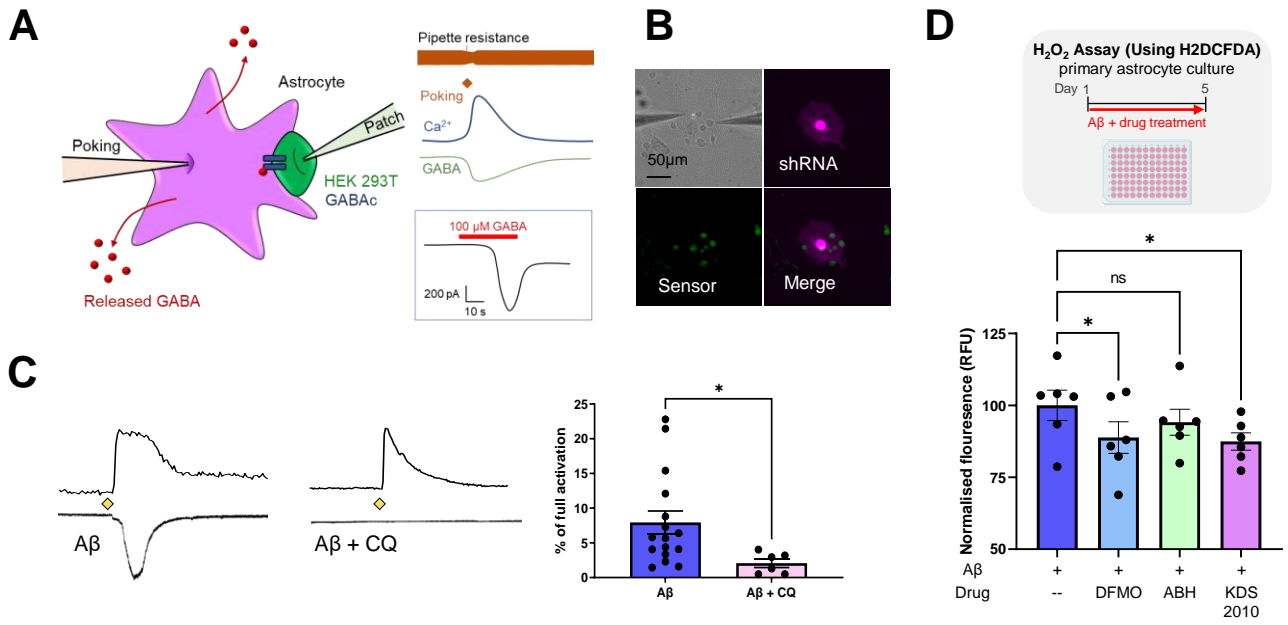 A
Pipette resistance
Astrocyte
Poking
Ca2+
GABA
Poking
Patch
HEK 293T
GABAc
100 µM GABA
200 pA
10 s
Released GABA
B
50µm
shRNA
Sensor
Merge
C
Aβ
Aβ + CQ
*
% of full activation
25
20
15
10
5
0
Aβ
Aβ + CQ
D
H2O2 Assay (Using H2DCFDA)
primary astrocyte culture
Day 1 5
Aβ + drug treatment
*
ns
*
Normalised flouresence (RFU)
125
100
75
50
Aβ + + + +
Drug -- DFMO ABH KDS
2010